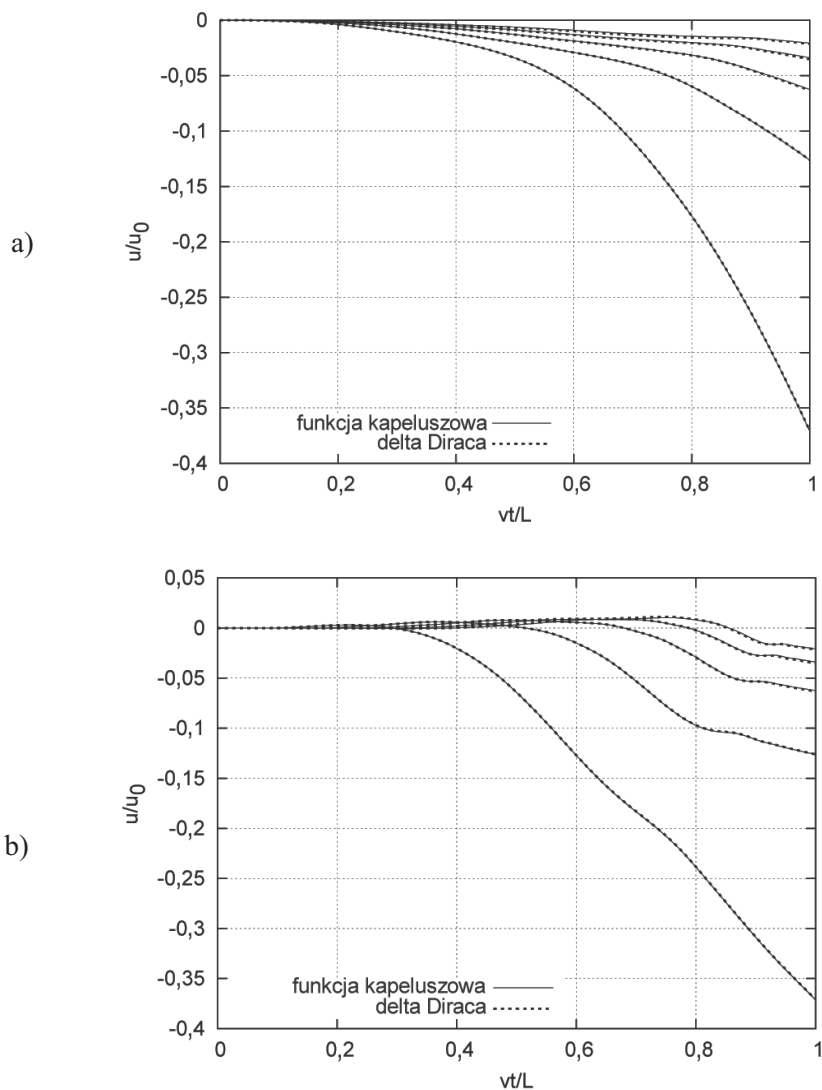 a)
0
-0,05
-0,1
-0,15
-0,2
-0,25
-0,3
-0,35
-0,4
u/u0
funkcja kapeluszowa
delta Diraca
0 0,2 0,4 0,6 0,8 1
vt/L
b)
0,05
0
-0,05
-0,1
-0,15
-0,2
-0,25
-0,3
-0,35
-0,4
u/u0
funkcja kapeluszowa
delta Diraca
0 0,2 0,4 0,6 0,8 1
vt/L